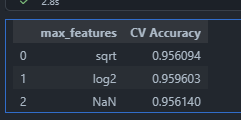 2.8s
max_features CV Accuracy
0 sqrt 0.956094
1 log2 0.959603
2 NaN 0.956140